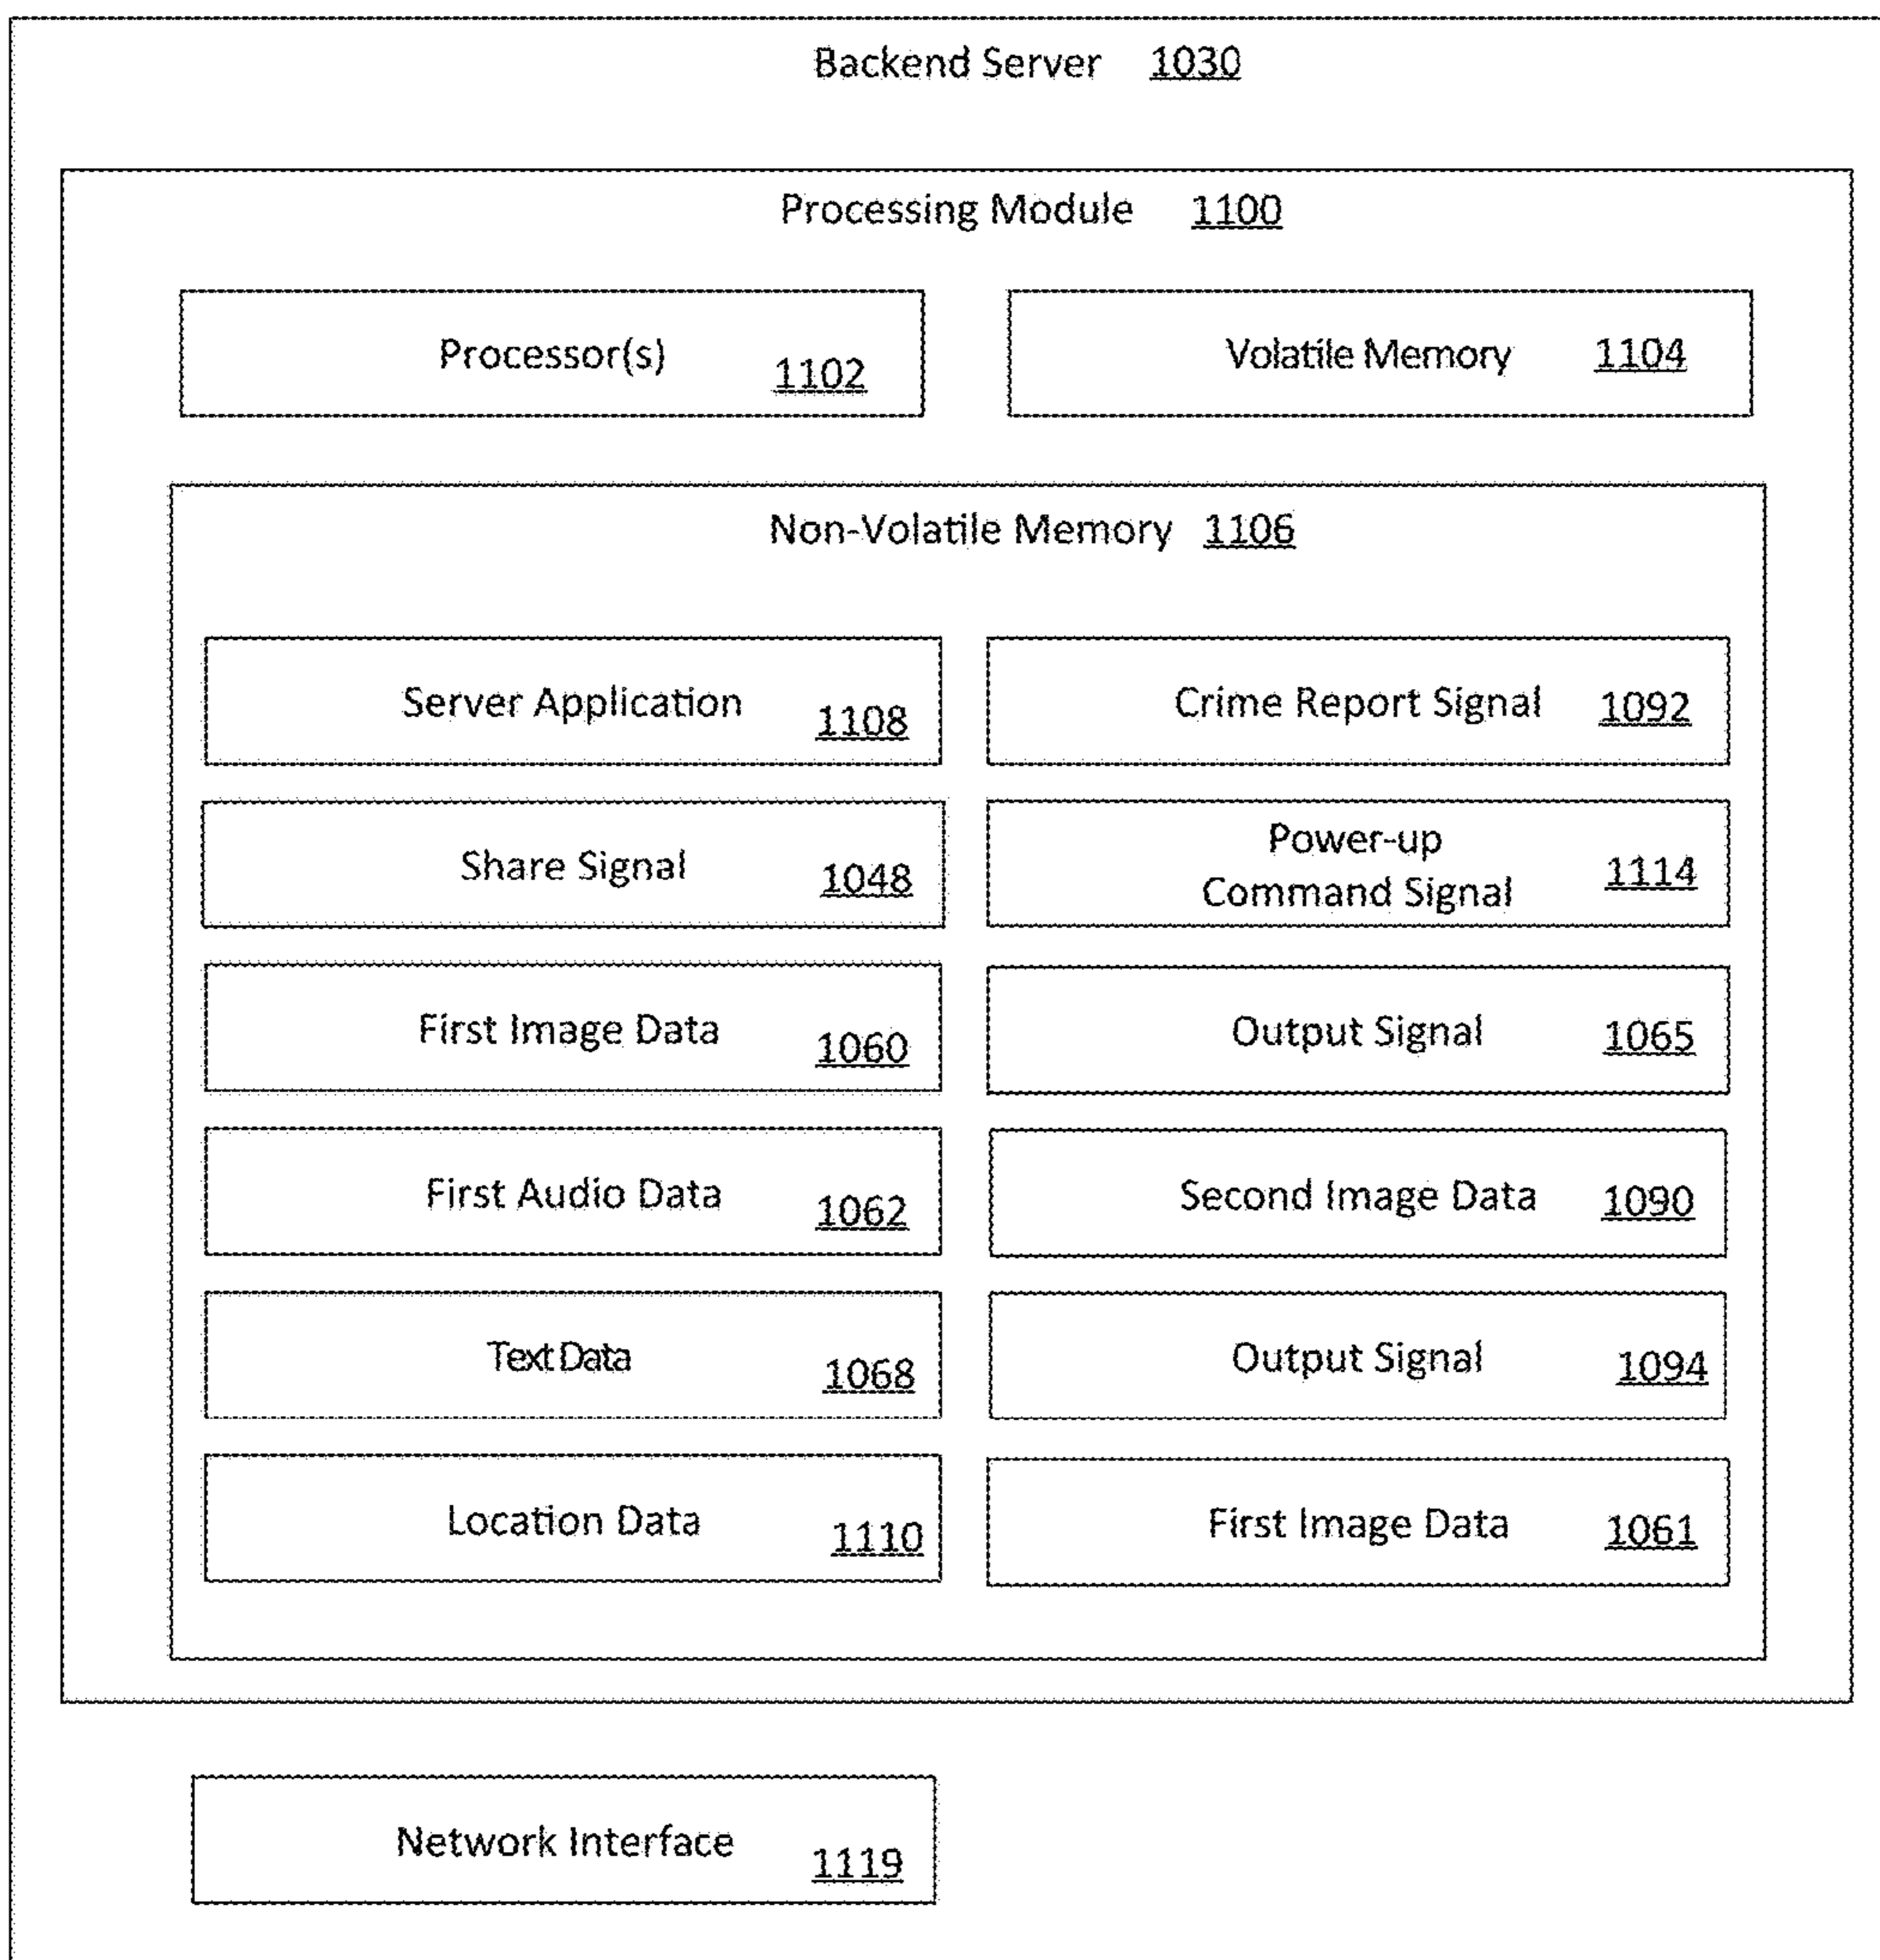 Backend Server 1030
Processing Module 1100
Processor(s) 1102
Volatile Memory 1104
Non-Volatile Memory 1106
Server Application 1108
Crime Report Signal 1092
Share Signal 1048
Power-up
Command Signal 1114
First Image Data 1060
Output Signal 1065
First Audio Data 1062
Second Image Data 1090
Text Data 1068
Output Signal 1094
Location Data 1110
First Image Data 1061
Network Interface 1119